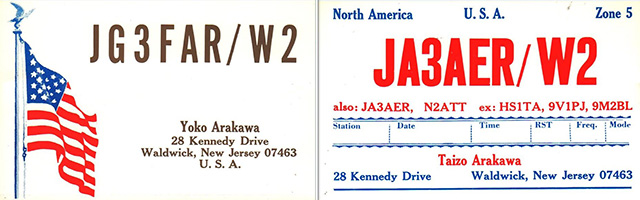 JG3FAR/W2
Yoko Arakawa
28 Kennedy Drive
Waldwick, New Jersey 07463
U. S. A.
North America U. S. A. Zone 5
JA3AER/W2
also: JA3AER, N2ATT ex: HS1TA, 9V1PJ, 9M2BL
Station Date Time RST Freq. Mode
Taizo Arakawa
28 Kennedy Drive Waldwick, New Jersey 07463